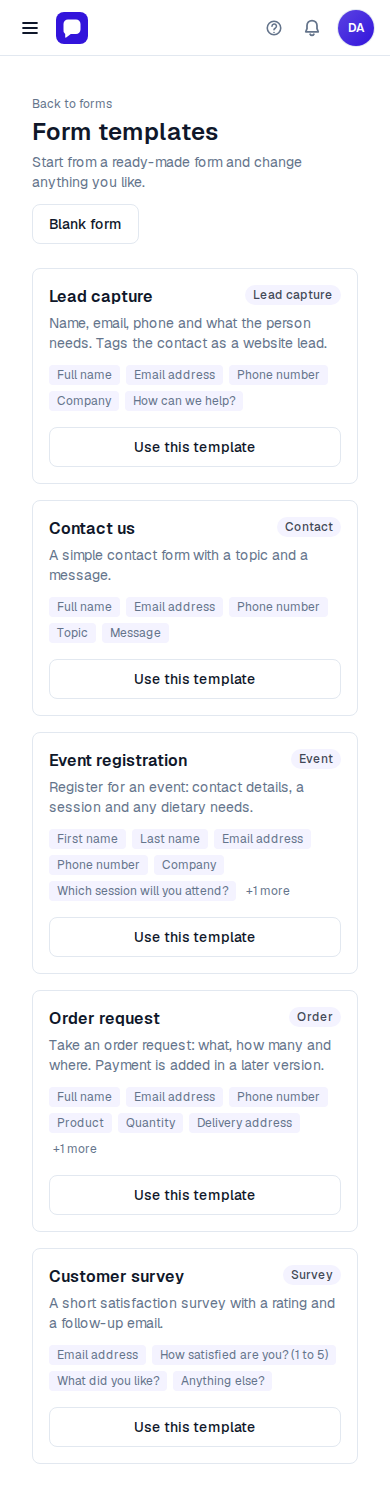 DA
Back to forms
Form templates
Start from a ready-made form and change
anything you like.
Blank form
Lead capture
Lead capture
Name, email, phone and what the person
needs. Tags the contact as a website lead.
Full name Email address Phone number
Company How can we help?
Use this template
Contact us
Contact
A simple contact form with a topic and a
message.
Full name Email address Phone number
Topic Message
Use this template
Event registration
Event
Register for an event: contact details, a
session and any dietary needs.
First name Last name Email address
Phone number Company
Which session will you attend? +1 more
Use this template
Order request
Order
Take an order request: what, how many and
where. Payment is added in a later version.
Full name Email address Phone number
Product Quantity Delivery address
+1 more
Use this template
Customer survey
Survey
A short satisfaction survey with a rating and
a follow-up email.
Email address How satisfied are you? (1 to 5)
What did you like? Anything else?
Use this template